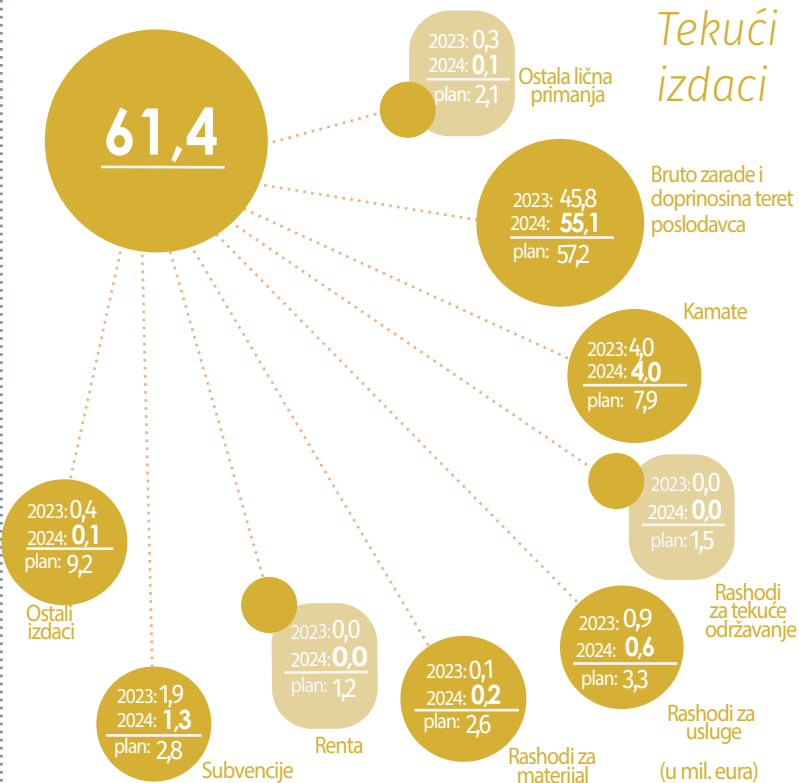 Tekući
izdaci
61,4
2023: 0,3
2024: 0,1
plan: 2,1
Ostala lična
primanja
2023: 45,8
2024: 55,1
plan: 57,2
Bruto zarade i
doprinosina teret
poslodavca
Kamate
2023: 4,0
2024: 4,0
plan: 7,9
2023: 0,0
2024: 0,0
plan: 1,5
Rashodi
za tekuće
održavanje
2023: 0,9
2024: 0,6
plan: 3,3
Rashodi za
usluge
2023: 0,1
2024: 0,2
plan: 2,6
Rashodi za
materijal
2023: 0,0
2024: 0,0
plan: 1,2
Renta
2023: 1,9
2024: 1,3
plan: 2,8
Subvencije
2023: 0,4
2024: 0,1
plan: 9,2
Ostali
izdaci
(u mil. eura)